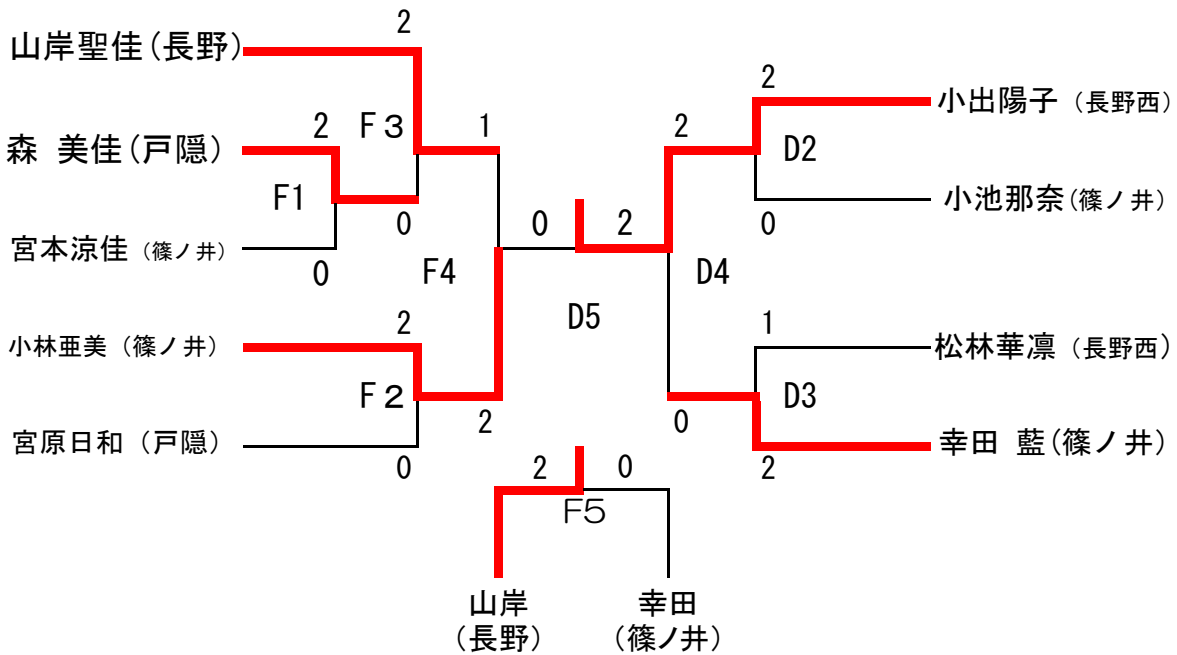 2
山岸聖佳(長野)
2
小出陽子(長野西)
2 F3 1 2
森 美佳(戸隠)
D2
F1
小池那奈(篠ノ井)
0 0 2 0
宮本涼佳(篠ノ井)
0 F4 D4
2 D5 1
小林亜美(篠ノ井)
松林華凛(長野西)
F2 D3
2 0
宮原日和(戸隠)
幸田 藍(篠ノ井)
0 2 0 2
F5
山岸 幸田
(長野) (篠ノ井)